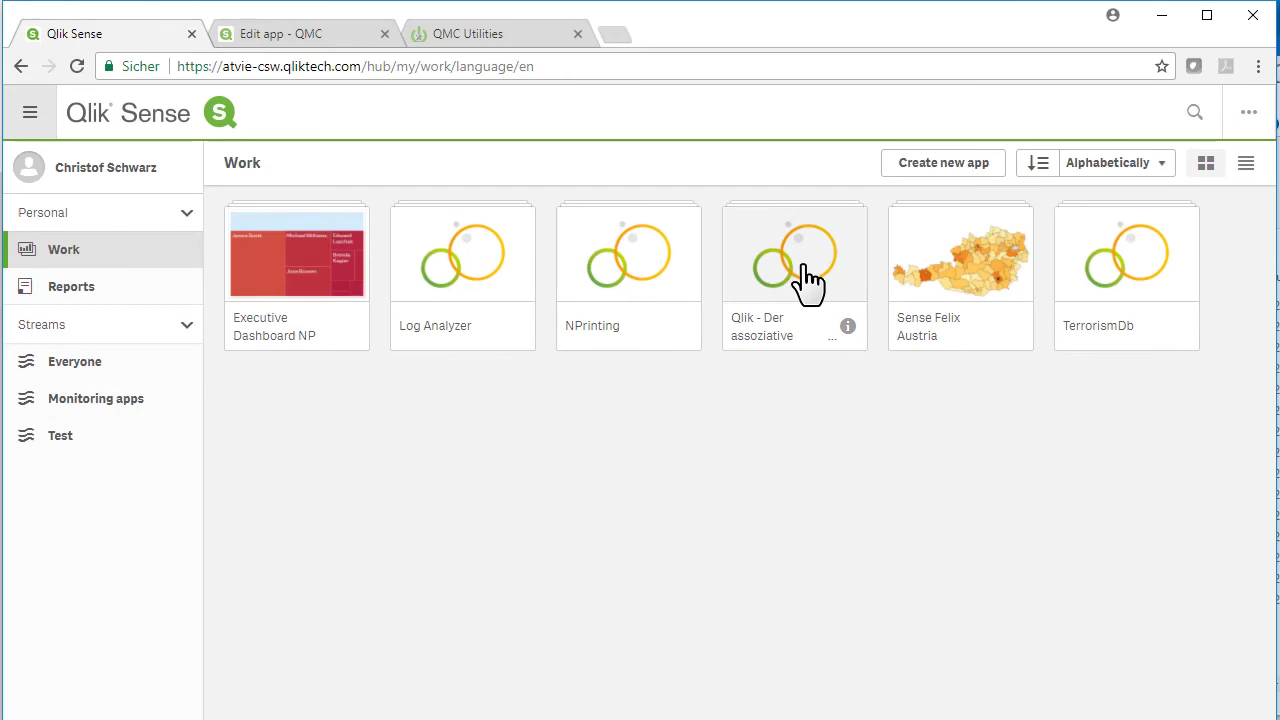 Qlik Sense
Edit app - QMC
QMC Utilities
Sicher
https://atvie-csw.qliktech.com/hub/my/work/language/en
Qlik Sense
S
Christof Schwarz
Work
Create new app
Alphabetically
Personal
Work
Reports
Streams
Everyone
Monitoring apps
Test
Executive
Dashboard NP
Log Analyzer
NPrinting
Qlik - Der
assoziative ...
Sense Felix
Austria
TerrorismDb